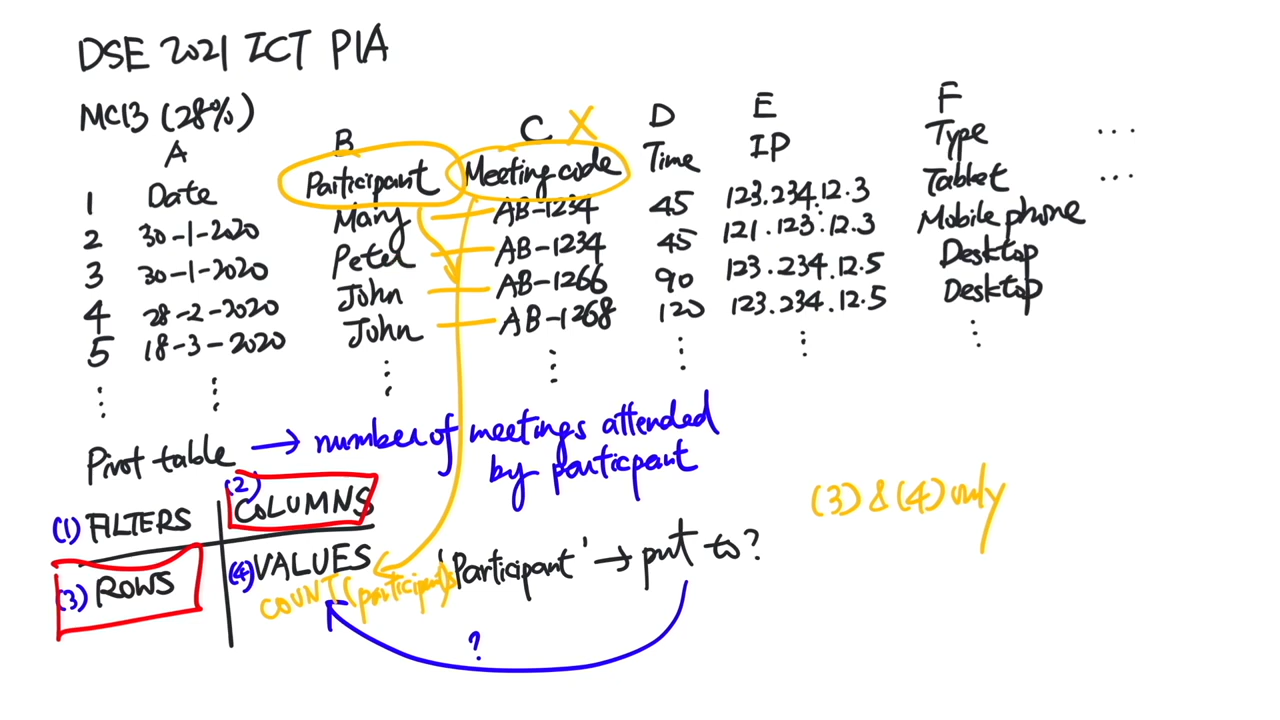 DSE 2021 ICT P1A
MC13 (28%)
A B C X D E F
Date Participant Meeting code Time IP Type ...
1 Mary AB-1234 45 123.234.12.3 Tablet ...
2 30-1-2020 Peter AB-1234 45 121.123.12.3 Mobile phone
3 30-1-2020 John AB-1266 90 123.234.12.5 Desktop
4 28-2-2020 John AB-1268 120 123.234.12.5 Desktop
5 18-3-2020
Pivot table → number of meetings attended
by particpant
(1) FILTERS (2) COLUMNS
(3) ROWS (4) VALUES
COUNT(participant)
'Participant' → put to?
?
(3) & (4) only